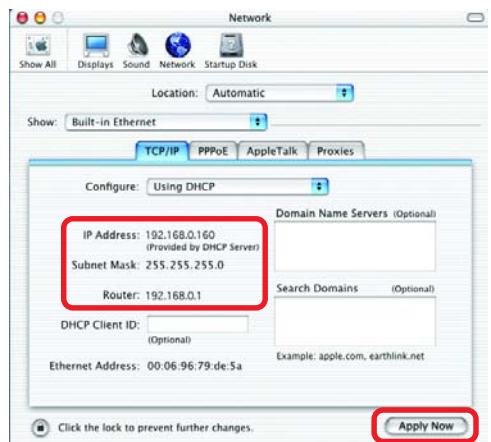 Network
Show All Displays Sound Network Startup Disk
Location: Automatic
Show: Built-in Ethernet
TCP/IP PPPoE AppleTalk Proxies
Configure: Using DHCP
Domain Name Servers (Optional)
IP Address: 192.168.0.160
(Provided by DHCP Server)
Subnet Mask: 255.255.255.0
Router: 192.168.0.1
Search Domains (Optional)
DHCP Client ID:
(Optional)
Example: apple.com, earthlink.net
Ethernet Address: 00:06:96:79:de:5a
Click the lock to prevent further changes.
Apply Now